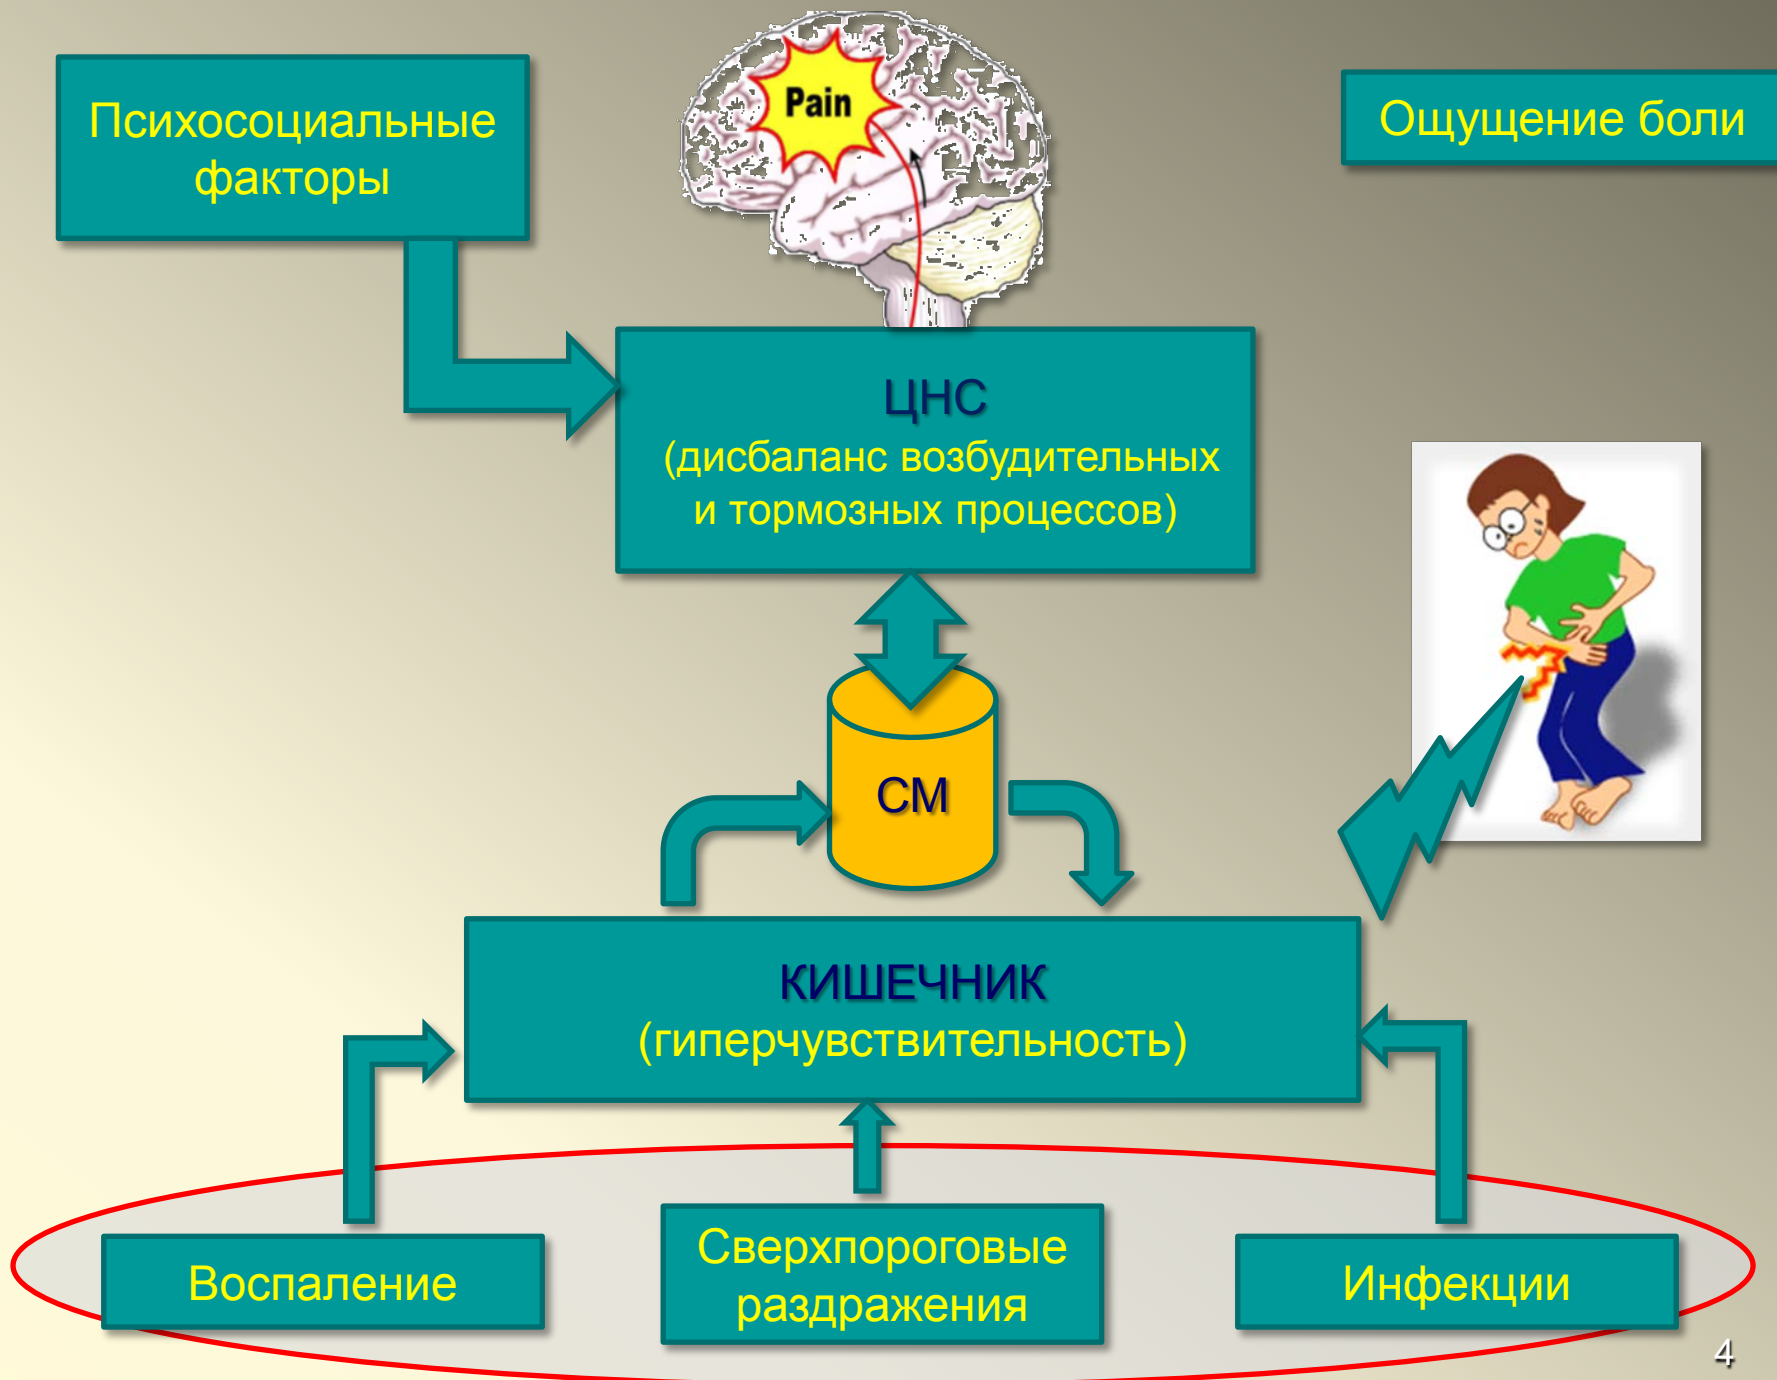 Психосоциальные
факторы
Pain
Ощущение боли
ЦНС
(дисбаланс возбудительных
и тормозных процессов)
СМ
КИШЕЧНИК
(гиперчувствительность)
Воспаление
Сверхпороговые
раздражения
Инфекции
4